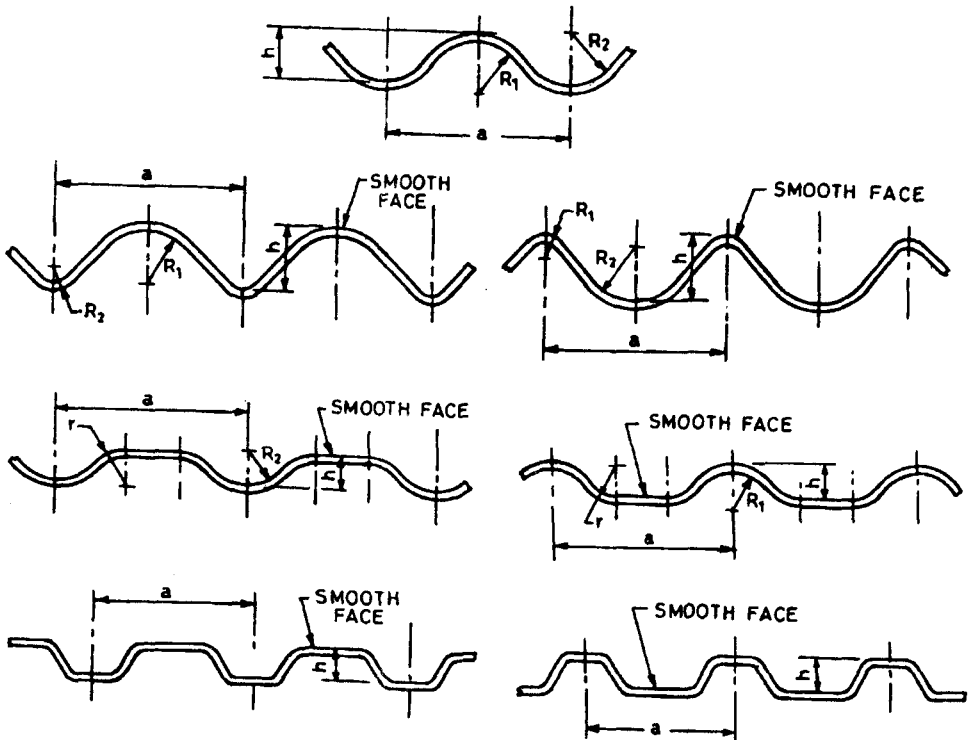 h
R₂
R₁
a
a
SMOOTH
FACE
h
R₁
R₂
SMOOTH FACE
R₁
R₂
h
a
a
SMOOTH FACE
r
R₂
h
SMOOTH FACE
h
r
R₁
a
a
SMOOTH
FACE
h
SMOOTH FACE
h
a